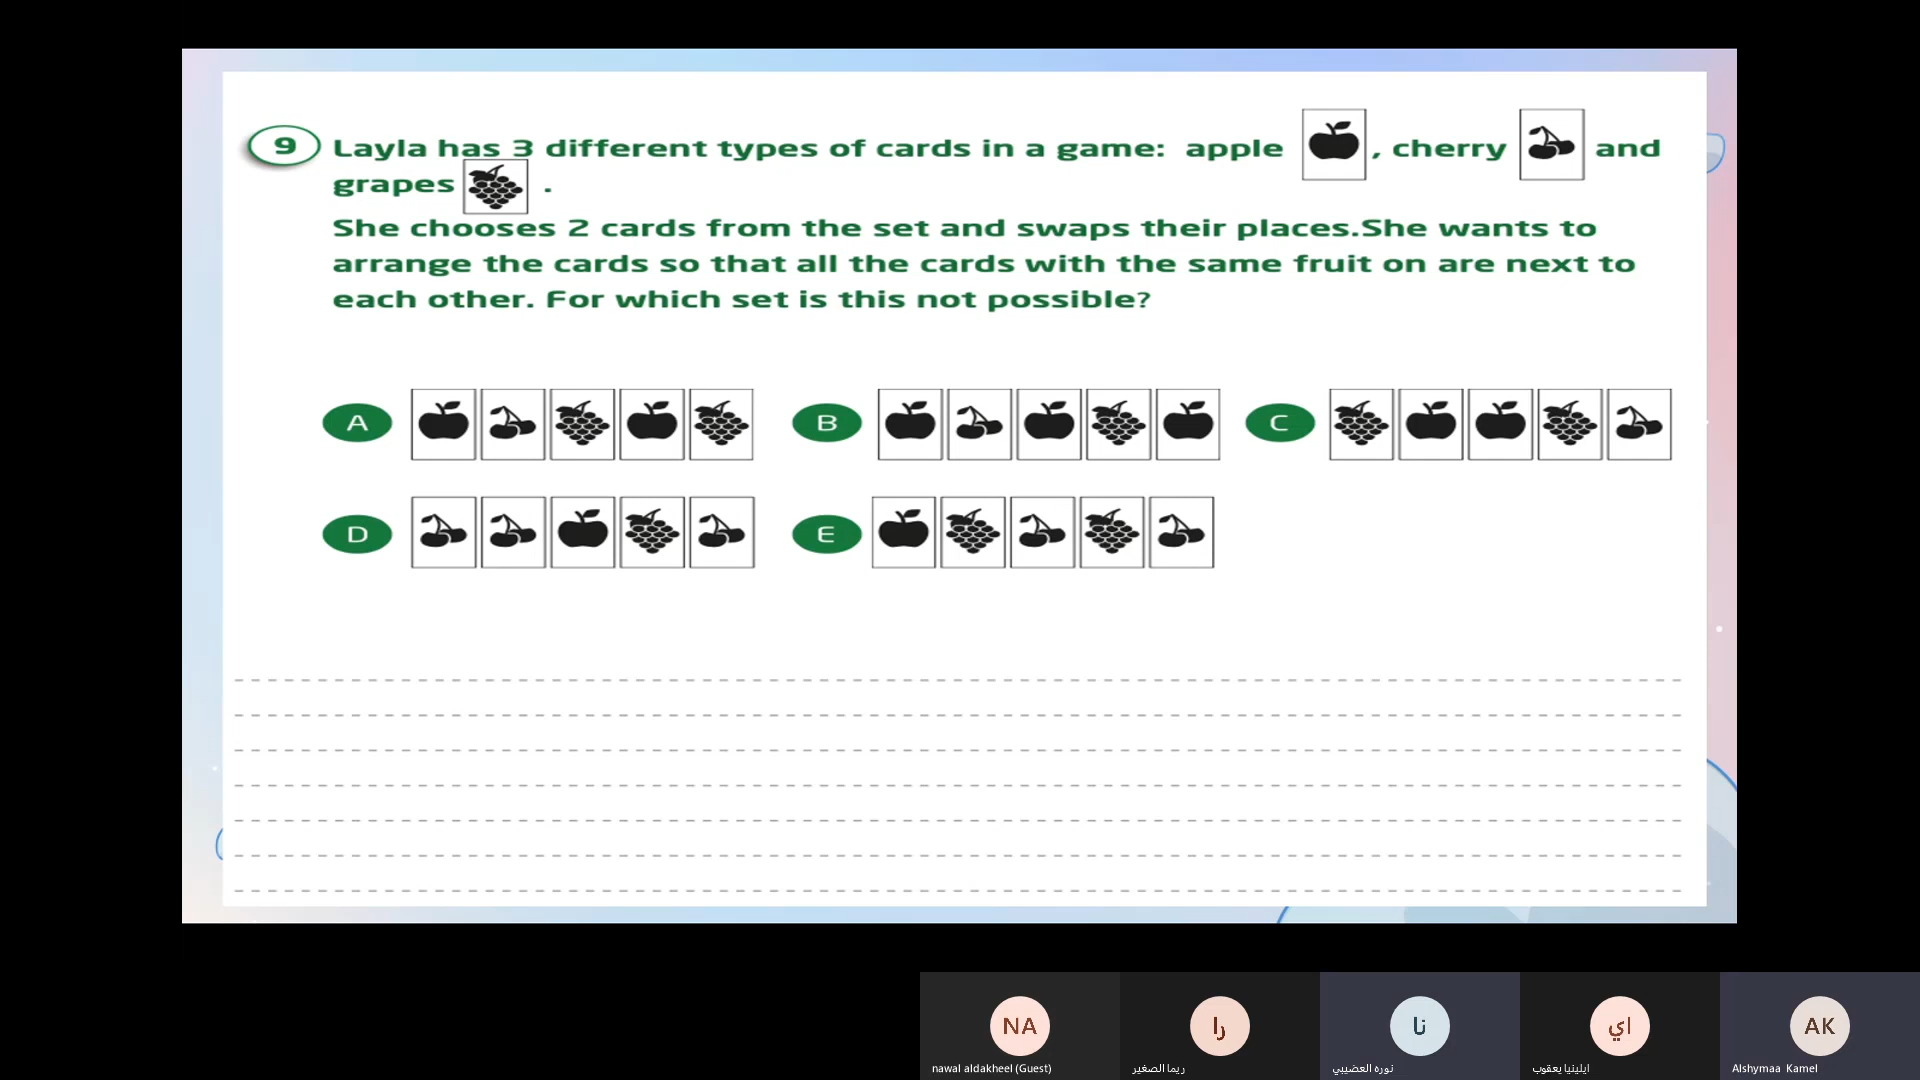 9 Layla has 3 different types of cards in a game: apple , cherry and
grapes .
She chooses 2 cards from the set and swaps their places.She wants to
arrange the cards so that all the cards with the same fruit on are next to
each other. For which set is this not possible?
A B C
D E
NA را نا اي AK
nawal aldakheel (Guest) ريما الصغير نوره العضيبي ايلينيا يعقوب Alshymaa Kamel